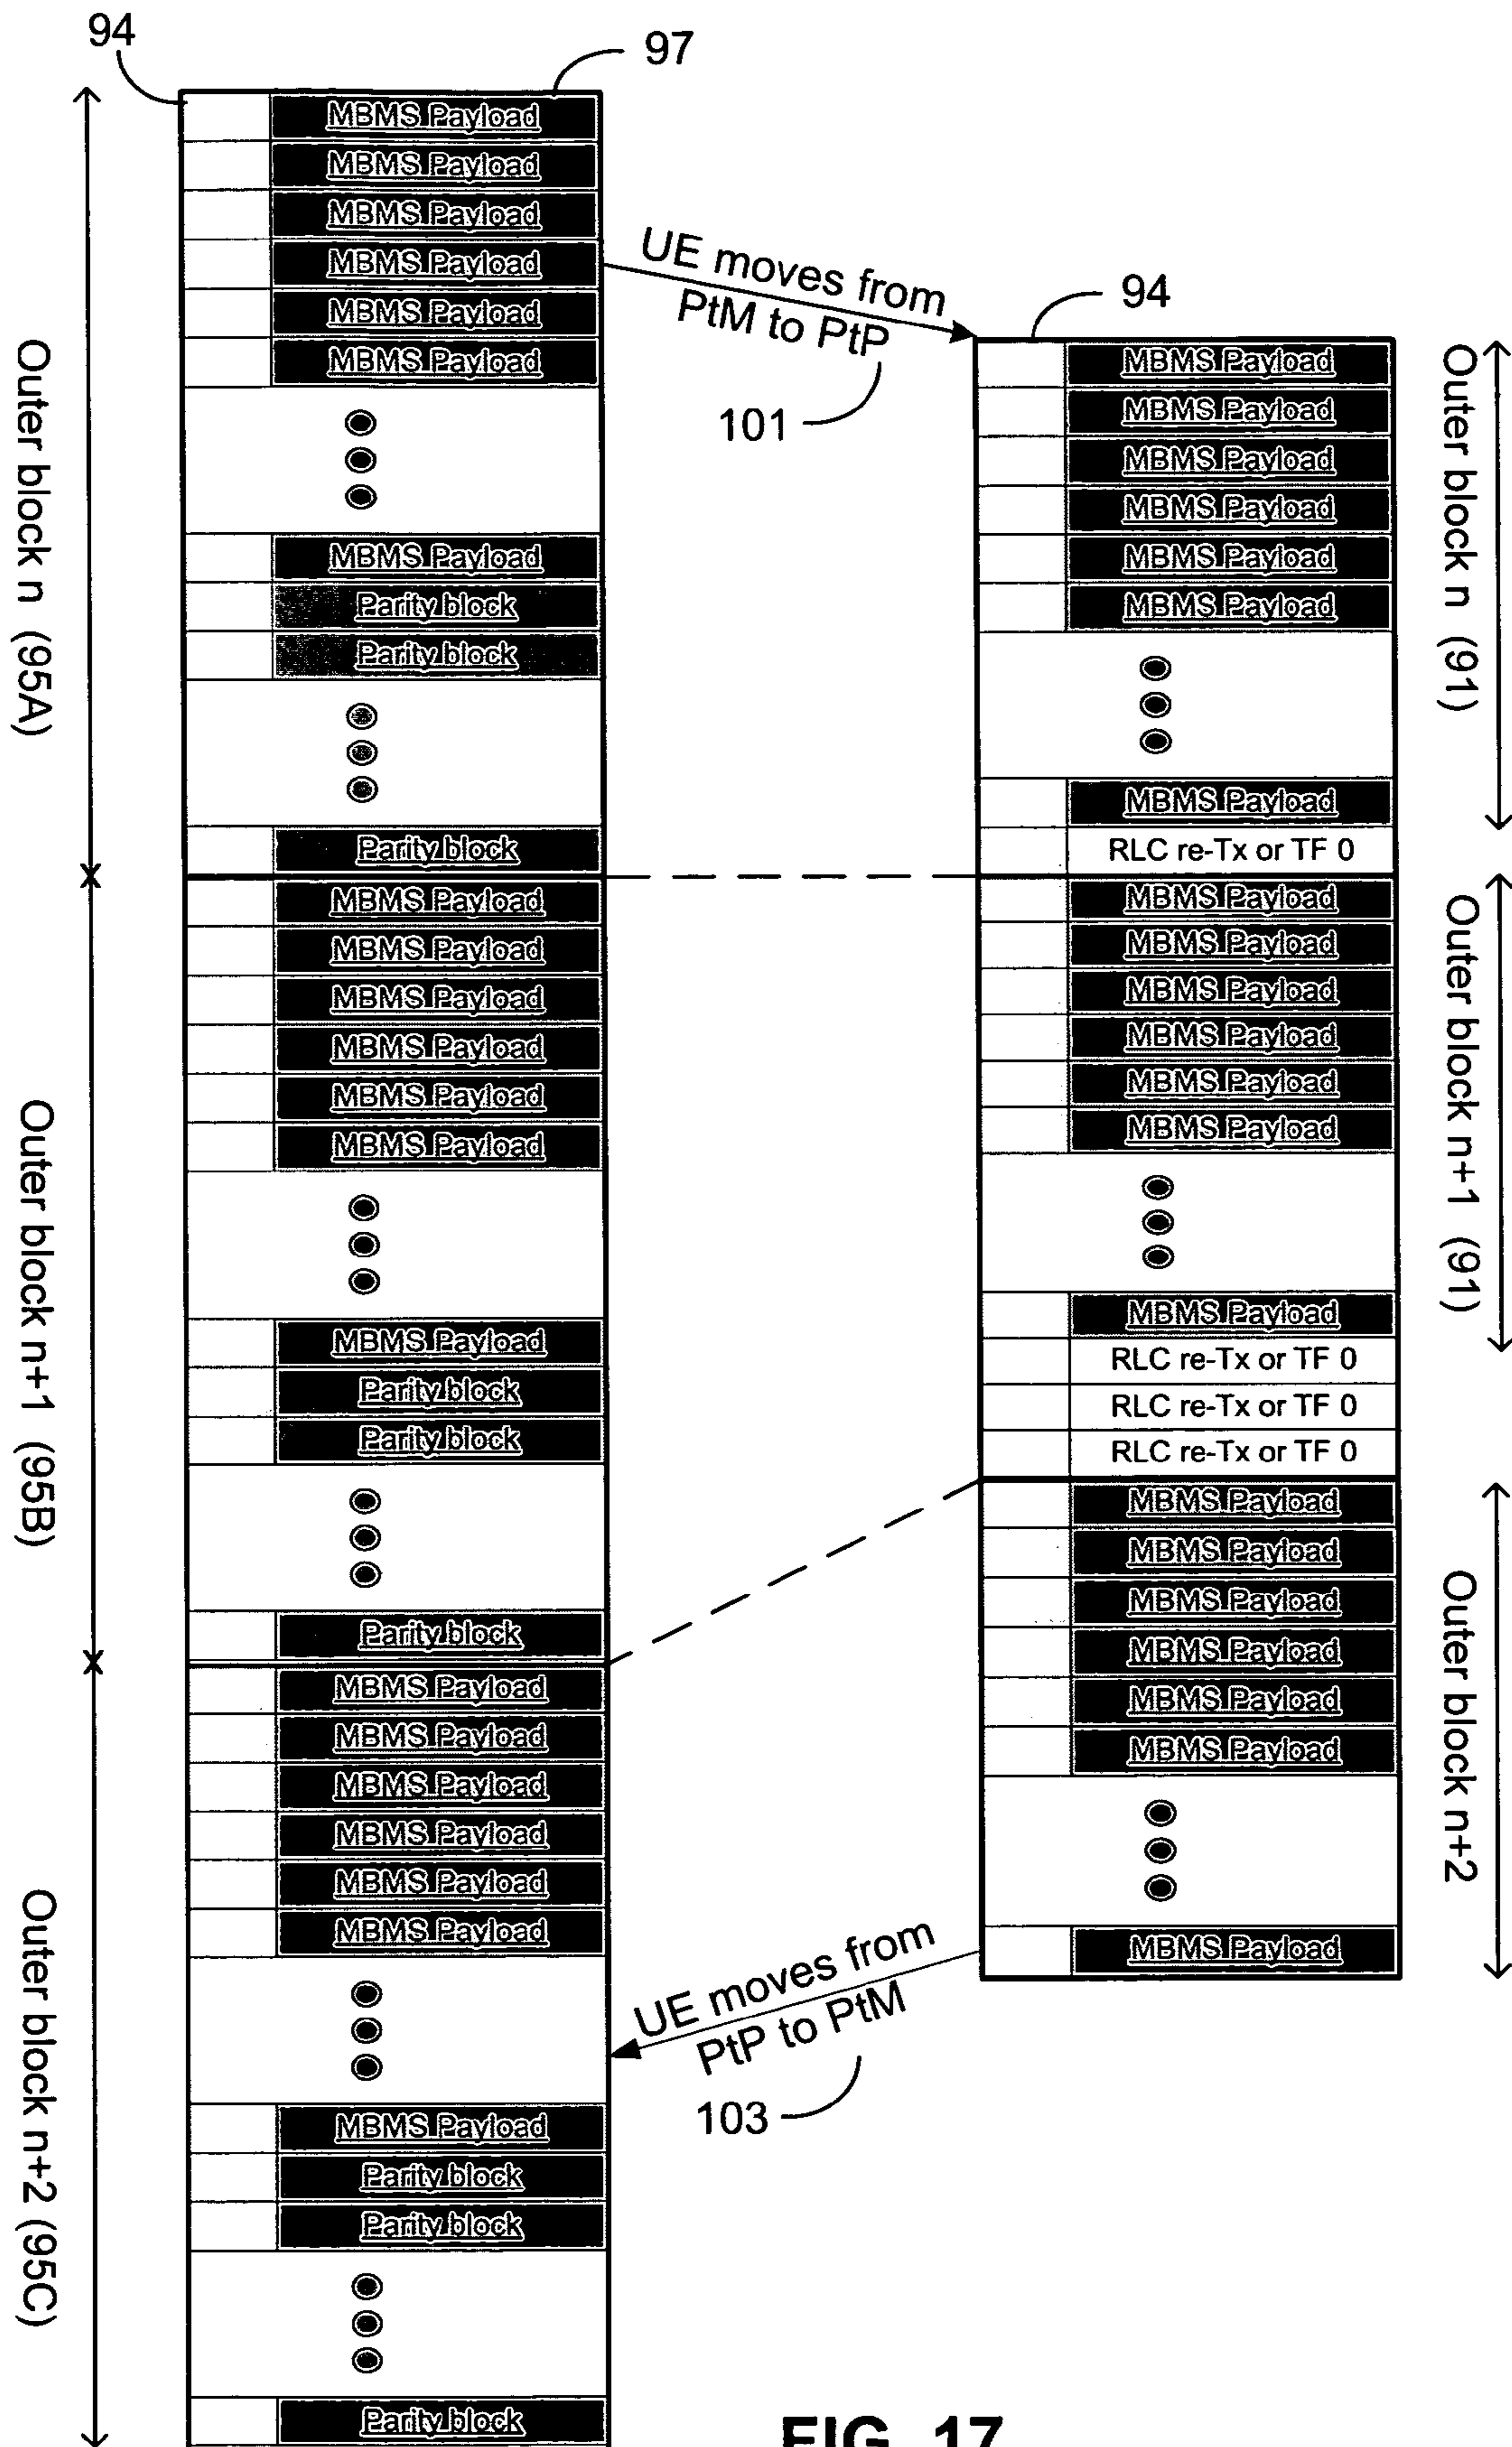 94
97
MBMS Payload
MBMS Payload
MBMS Payload
MBMS Payload
MBMS Payload
MBMS Payload
MBMS Payload
Parity block
Parity block
Parity block
Outer block n (95A)
MBMS Payload
MBMS Payload
MBMS Payload
MBMS Payload
MBMS Payload
MBMS Payload
MBMS Payload
Parity block
Parity block
Parity block
Outer block n+1 (95B)
MBMS Payload
MBMS Payload
MBMS Payload
MBMS Payload
MBMS Payload
MBMS Payload
MBMS Payload
Parity block
Parity block
Parity block
Outer block n+2 (95C)
UE moves from
PtM to PtP
101
94
MBMS Payload
MBMS Payload
MBMS Payload
MBMS Payload
MBMS Payload
MBMS Payload
MBMS Payload
RLC re-Tx or TF 0
Outer block n (91)
MBMS Payload
MBMS Payload
MBMS Payload
MBMS Payload
MBMS Payload
MBMS Payload
MBMS Payload
RLC re-Tx or TF 0
RLC re-Tx or TF 0
RLC re-Tx or TF 0
Outer block n+1 (91)
MBMS Payload
MBMS Payload
MBMS Payload
MBMS Payload
MBMS Payload
MBMS Payload
MBMS Payload
Outer block n+2
UE moves from
PtP to PtM
103
FIG. 17